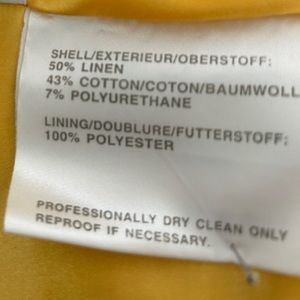 SHELL/EXTERIEUR/OBERSTOFF:
50% LINEN
43% COTTON/COTON/BAUMWOLL
7% POLYURETHANE
LINING/DOUBLURE/FUTTERSTOFF:
100% POLYESTER
PROFESSIONALLY DRY CLEAN ONLY
REPROOF IF NECESSARY.